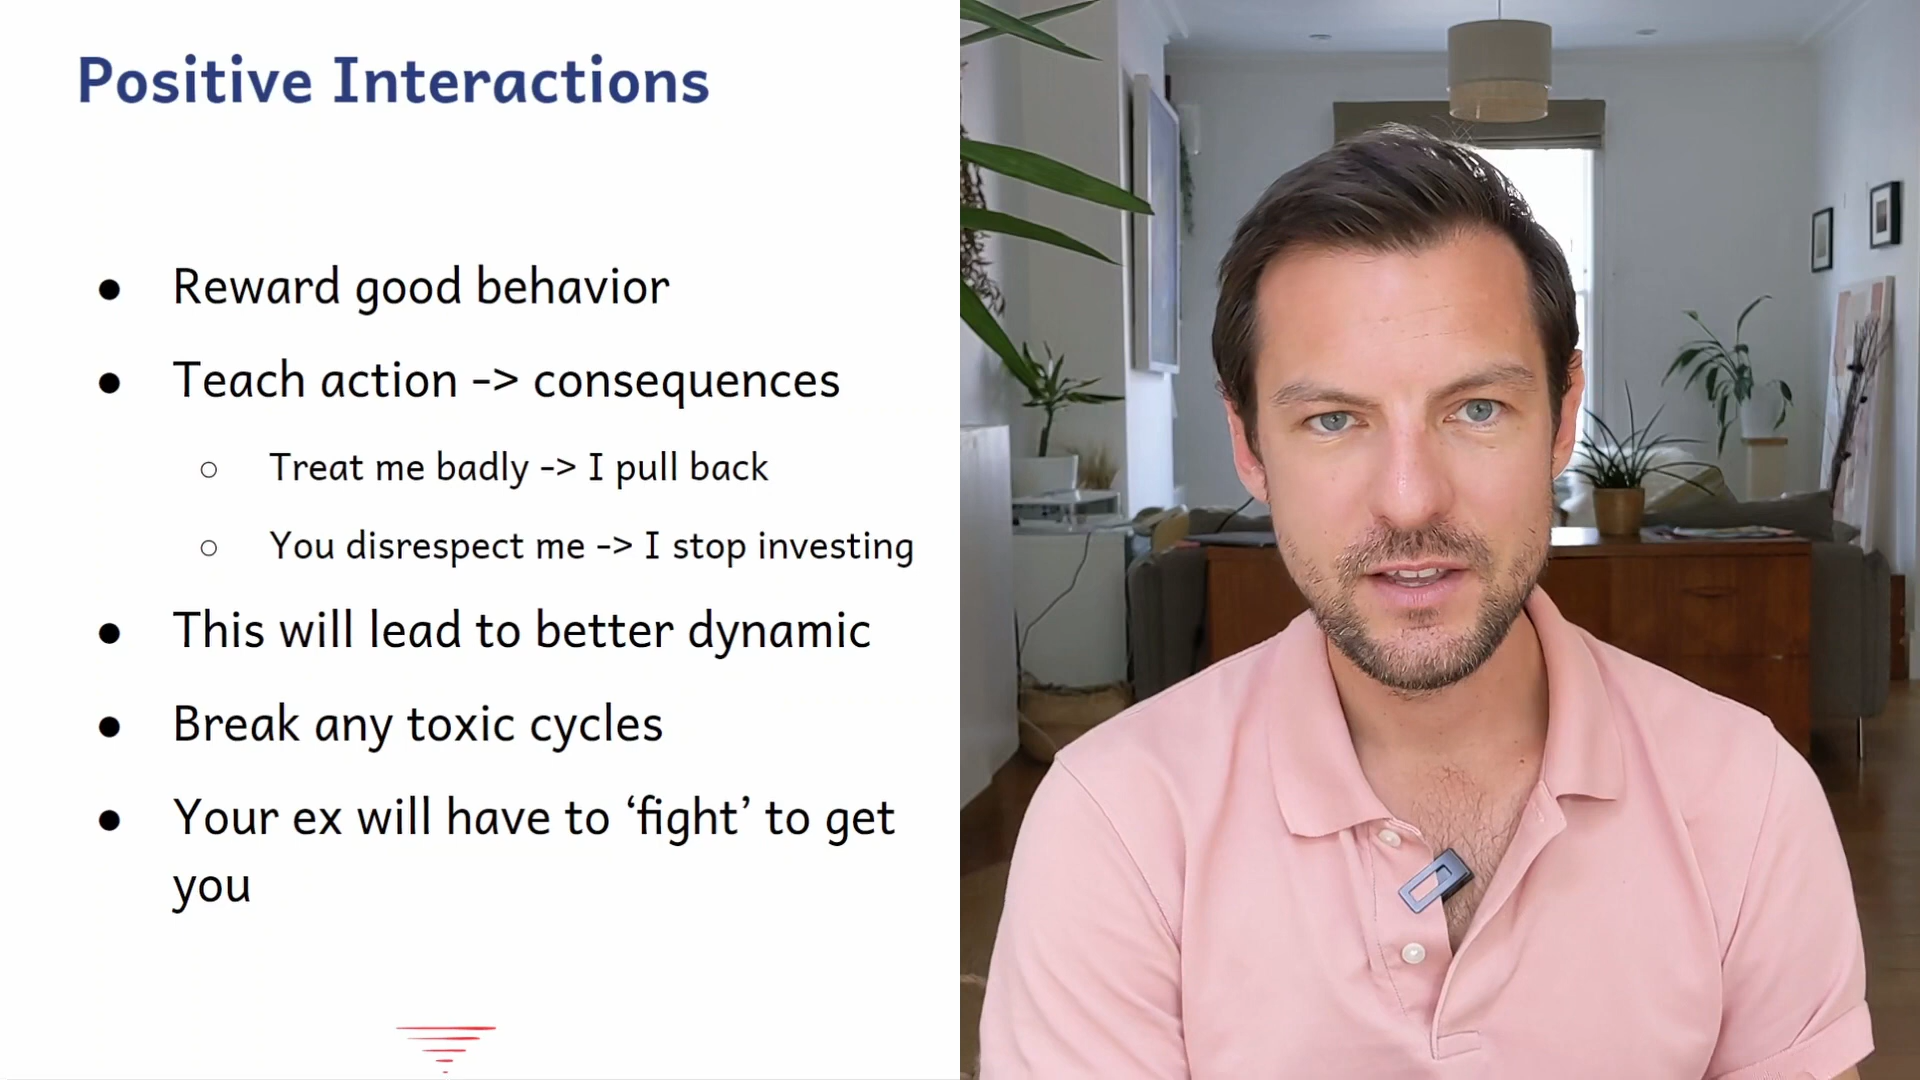 Positive Interactions
● Reward good behavior
● Teach action -> consequences
○ Treat me badly -> I pull back
○ You disrespect me -> I stop investing
● This will lead to better dynamic
● Break any toxic cycles
● Your ex will have to ‘fight’ to get
you